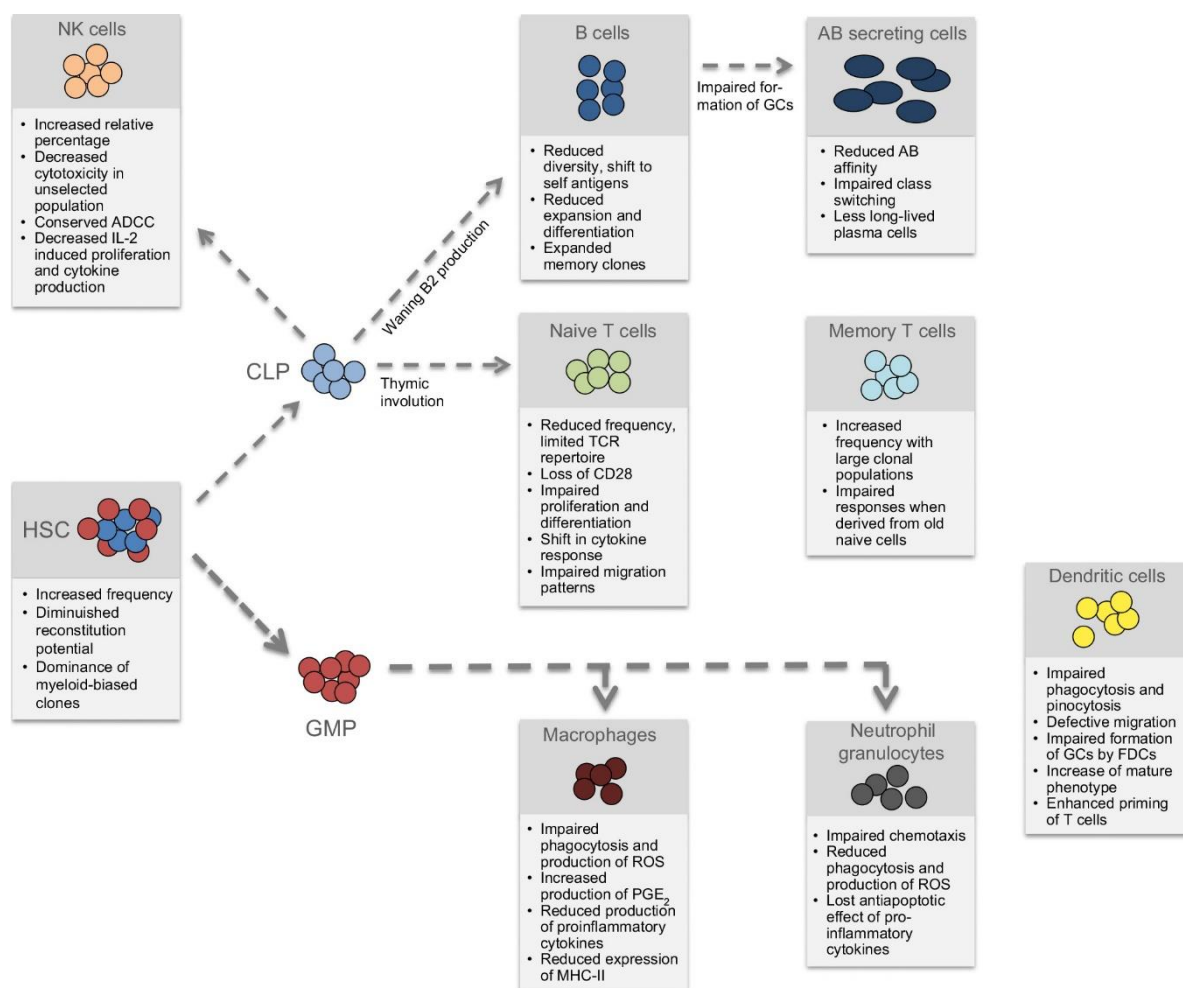 NK cells
• Increased relative
percentage
• Decreased
cytotoxicity in
unselected
population
• Conserved ADCC
• Decreased IL-2
induced proliferation
and cytokine
production
B cells
• Reduced
diversity, shift to
self antigens
• Reduced
expansion and
differentiation
• Expanded
memory clones
Impaired for-
mation of GCs
AB secreting cells
• Reduced AB
affinity
• Impaired class
switching
• Less long-lived
plasma cells
Waning B2 production
CLP
Thymic
involution
Naive T cells
• Reduced frequency,
limited TCR
repertoire
• Loss of CD28
• Impaired
proliferation and
differentiation
• Shift in cytokine
response
• Impaired migration
patterns
Memory T cells
• Increased
frequency with
large clonal
populations
• Impaired
responses when
derived from old
naive cells
HSC
• Increased frequency
• Diminuished
reconstitution
potential
• Dominance of
myeloid-biased
clones
GMP
Dendritic cells
• Impaired
phagocytosis and
pinocytosis
• Defective migration
• Impaired formation
of GCs by FDCs
• Increase of mature
phenotype
• Enhanced priming
of T cells
Macrophages
• Impaired
phagocytosis and
production of ROS
• Increased
production of PGE2
• Reduced production
of proinflammatory
cytokines
• Reduced expression
of MHC-II
Neutrophil
granulocytes
• Impaired chemotaxis
• Reduced
phagocytosis and
production of ROS
• Lost antiapoptotic
effect of pro-
inflammatory
cytokines